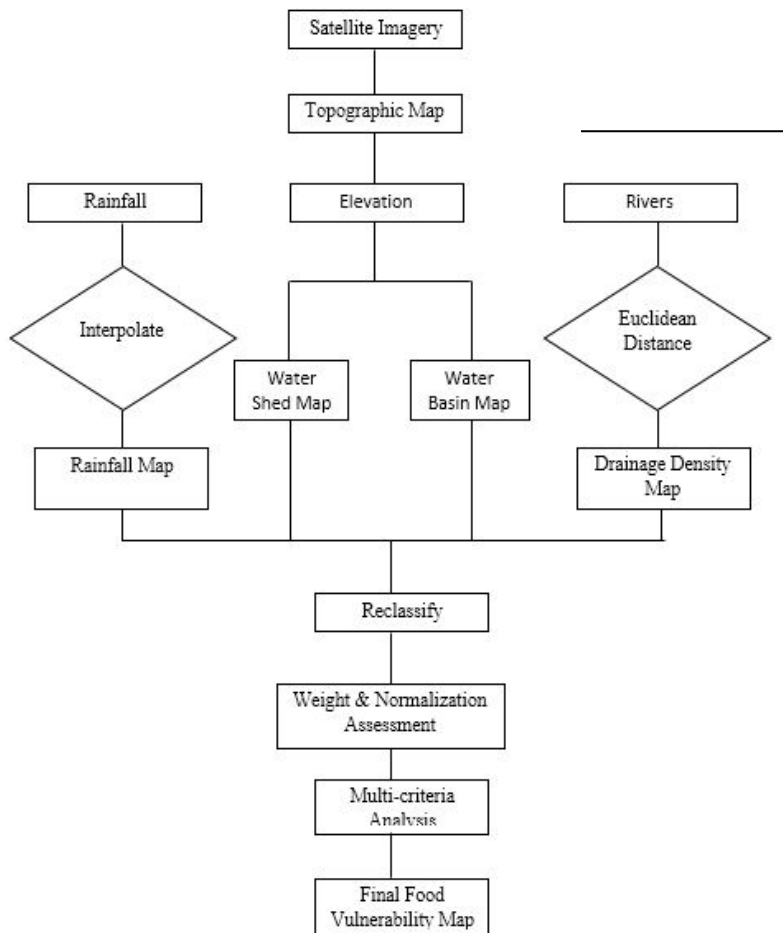 Satellite Imagery
Topographic Map
Rainfall
Elevation
Rivers
Interpolate
Euclidean
Distance
Water
Shed Map
Water
Basin Map
Rainfall Map
Drainage Density
Map
Reclassify
Weight & Normalization
Assessment
Multi-criteria
Analysis
Final Food
Vulnerability Map